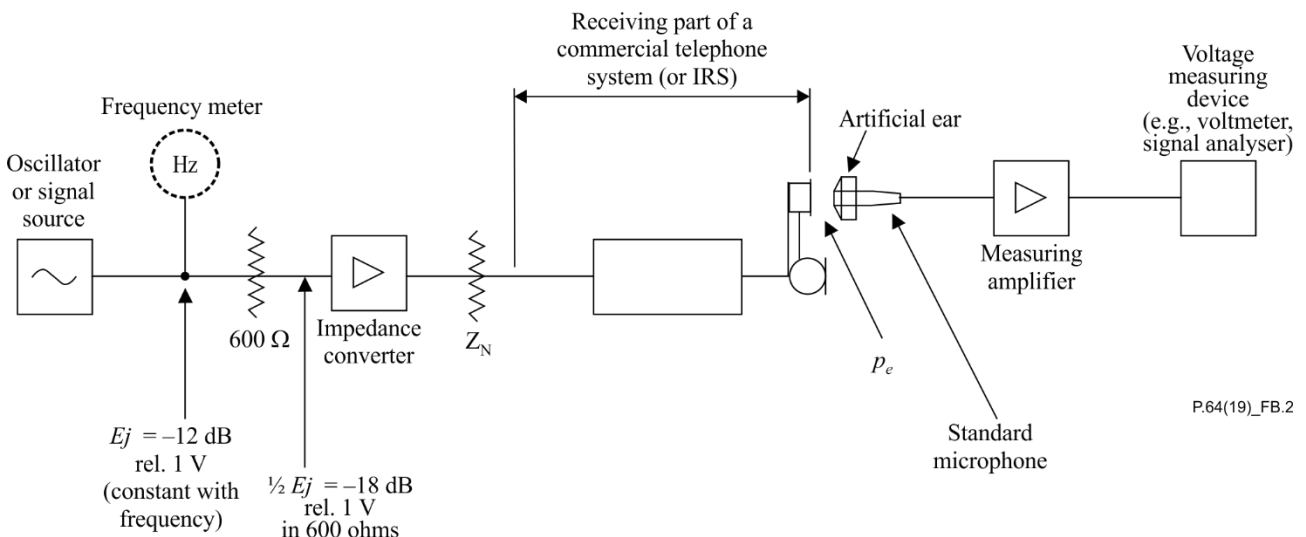 Receiving part of a
commercial telephone
system (or IRS)
Voltage
measuring
device
(e.g., voltmeter,
signal analyser)
Frequency meter
Hz
Artificial ear
Oscillator
or signal
source
600 Ω
Impedance
converter
Z_N
Measuring
amplifier
p_e
Standard
microphone
Ej = –12 dB
rel. 1 V
(constant with
frequency)
½ Ej = –18 dB
rel. 1 V
in 600 ohms
P.64(19)_FB.2